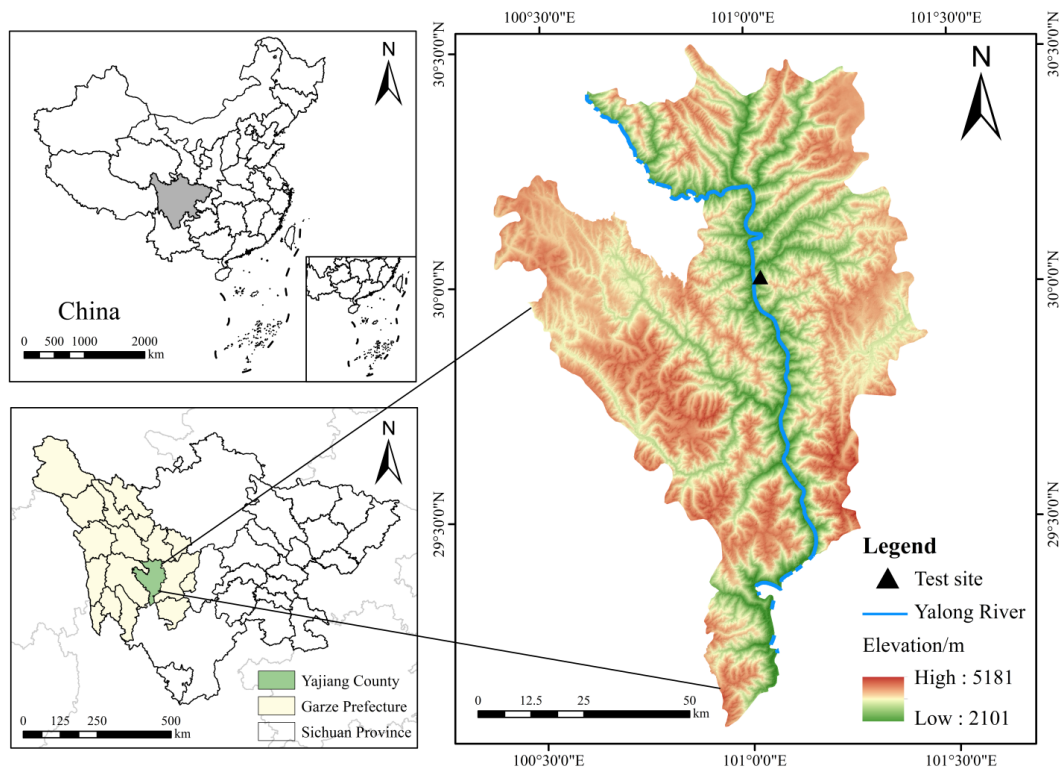 N
China
0 500 1000 2000
km
N
Yajiang County
Garze Prefecture
Sichuan Province
0 125 250 500
km
100°30'0"E 101°0'0"E 101°30'0"E
30°30'0"N
30°30'0"N
30°0'0"N
30°0'0"N
29°30'0"N
29°30'0"N
N
Legend
Test site
Yalong River
Elevation/m
High : 5181
Low : 2101
0 12.5 25 50
km
100°30'0"E 101°0'0"E 101°30'0"E